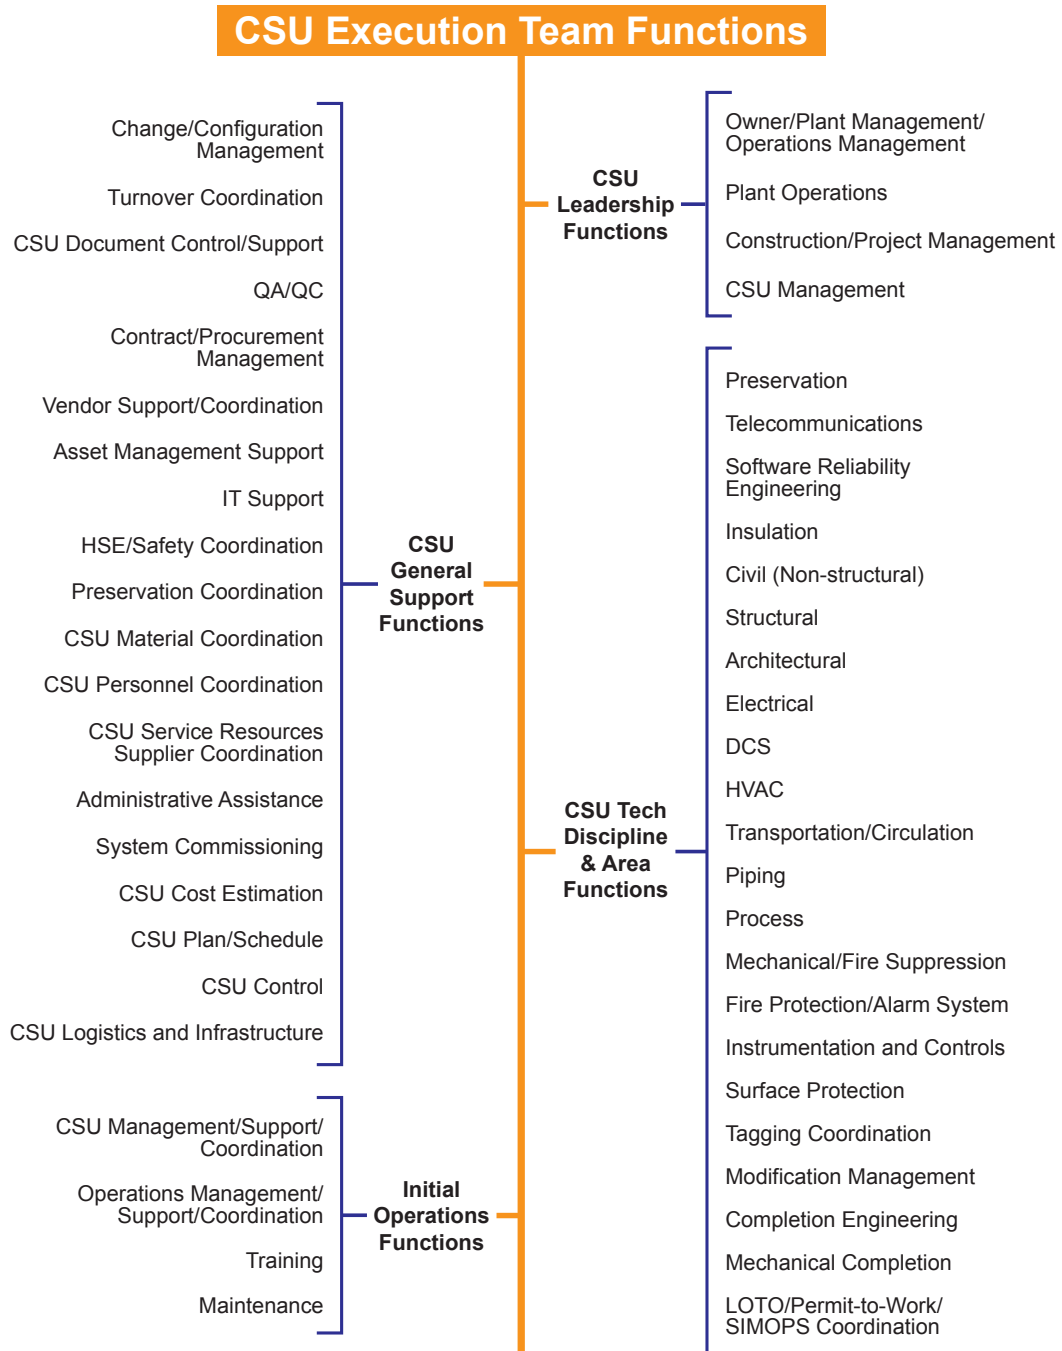 CSU Execution Team Functions
Change/Configuration
Management
Turnover Coordination
CSU Document Control/Support
QA/QC
Contract/Procurement
Management
Vendor Support/Coordination
Asset Management Support
IT Support
HSE/Safety Coordination
Preservation Coordination
CSU Material Coordination
CSU Personnel Coordination
CSU Service Resources
Supplier Coordination
Administrative Assistance
System Commissioning
CSU Cost Estimation
CSU Plan/Schedule
CSU Control
CSU Logistics and Infrastructure
CSU
General
Support
Functions
CSU Management/Support/
Coordination
Operations Management/
Support/Coordination
Training
Maintenance
Initial
Operations
Functions
CSU
Leadership
Functions
Owner/Plant Management/
Operations Management
Plant Operations
Construction/Project Management
CSU Management
CSU Tech
Discipline
& Area
Functions
Preservation
Telecommunications
Software Reliability
Engineering
Insulation
Civil (Non-structural)
Structural
Architectural
Electrical
DCS
HVAC
Transportation/Circulation
Piping
Process
Mechanical/Fire Suppression
Fire Protection/Alarm System
Instrumentation and Controls
Surface Protection
Tagging Coordination
Modification Management
Completion Engineering
Mechanical Completion
LOTO/Permit-to-Work/
SIMOPS Coordination